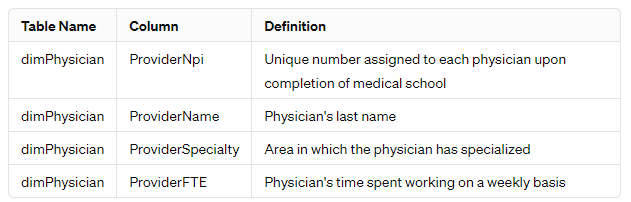 Table Name Column Definition
dimPhysician ProviderNpi Unique number assigned to each physician upon
completion of medical school
dimPhysician ProviderName Physician's last name
dimPhysician ProviderSpecialty Area in which the physician has specialized
dimPhysician ProviderFTE Physician's time spent working on a weekly basis